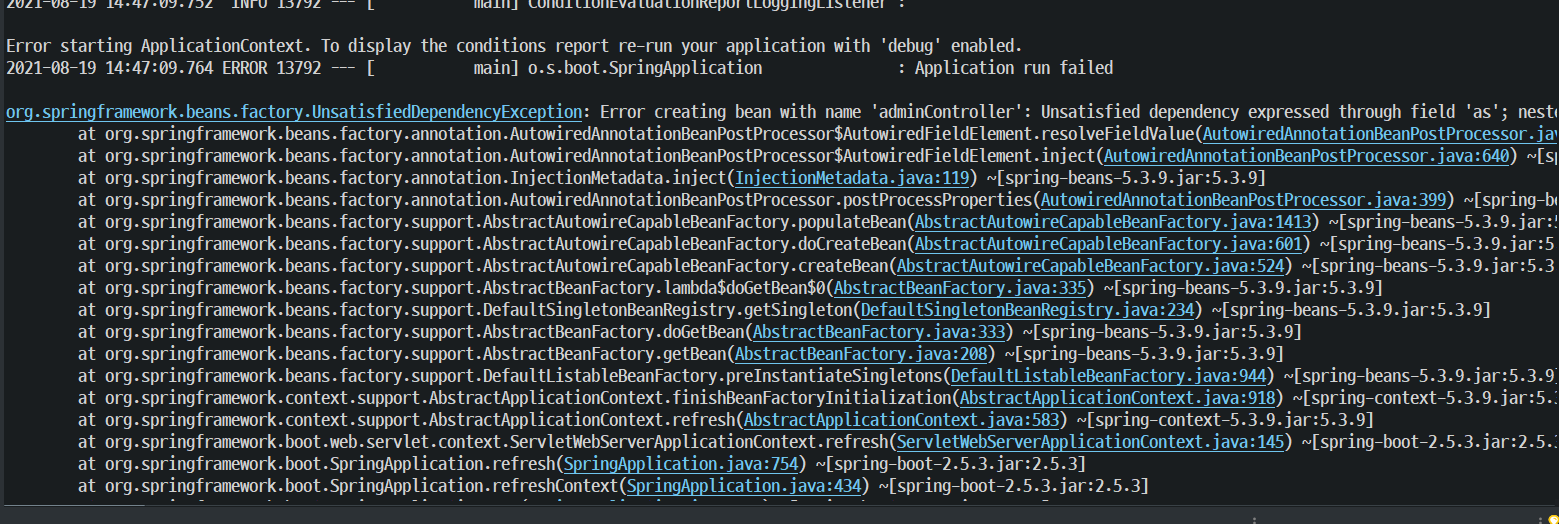 2021-08-19 14:47:09.752  INFO 13792 --- [           main] ConditionEvaluationReportLoggingListener :
Error starting ApplicationContext. To display the conditions report re-run your application with 'debug' enabled.
2021-08-19 14:47:09.764 ERROR 13792 --- [           main] o.s.boot.SpringApplication               : Application run failed
org.springframework.beans.factory.UnsatisfiedDependencyException: Error creating bean with name 'adminController': Unsatisfied dependency expressed through field 'as'; neste
at org.springframework.beans.factory.annotation.AutowiredAnnotationBeanPostProcessor$AutowiredFieldElement.resolveFieldValue(AutowiredAnnotationBeanPostProcessor.jav
at org.springframework.beans.factory.annotation.AutowiredAnnotationBeanPostProcessor$AutowiredFieldElement.inject(AutowiredAnnotationBeanPostProcessor.java:640) ~[sp
at org.springframework.beans.factory.annotation.InjectionMetadata.inject(InjectionMetadata.java:119) ~[spring-beans-5.3.9.jar:5.3.9]
at org.springframework.beans.factory.annotation.AutowiredAnnotationBeanPostProcessor.postProcessProperties(AutowiredAnnotationBeanPostProcessor.java:399) ~[spring-be
at org.springframework.beans.factory.support.AbstractAutowireCapableBeanFactory.populateBean(AbstractAutowireCapableBeanFactory.java:1413) ~[spring-beans-5.3.9.jar:5
at org.springframework.beans.factory.support.AbstractAutowireCapableBeanFactory.doCreateBean(AbstractAutowireCapableBeanFactory.java:601) ~[spring-beans-5.3.9.jar:5.
at org.springframework.beans.factory.support.AbstractAutowireCapableBeanFactory.createBean(AbstractAutowireCapableBeanFactory.java:524) ~[spring-beans-5.3.9.jar:5.3.
at org.springframework.beans.factory.support.AbstractBeanFactory.lambda$doGetBean$0(AbstractBeanFactory.java:335) ~[spring-beans-5.3.9.jar:5.3.9]
at org.springframework.beans.factory.support.DefaultSingletonBeanRegistry.getSingleton(DefaultSingletonBeanRegistry.java:234) ~[spring-beans-5.3.9.jar:5.3.9]
at org.springframework.beans.factory.support.AbstractBeanFactory.doGetBean(AbstractBeanFactory.java:333) ~[spring-beans-5.3.9.jar:5.3.9]
at org.springframework.beans.factory.support.AbstractBeanFactory.getBean(AbstractBeanFactory.java:208) ~[spring-beans-5.3.9.jar:5.3.9]
at org.springframework.beans.factory.support.DefaultListableBeanFactory.preInstantiateSingletons(DefaultListableBeanFactory.java:944) ~[spring-beans-5.3.9.jar:5.3.9]
at org.springframework.context.support.AbstractApplicationContext.finishBeanFactoryInitialization(AbstractApplicationContext.java:918) ~[spring-context-5.3.9.jar:5.3.
at org.springframework.context.support.AbstractApplicationContext.refresh(AbstractApplicationContext.java:583) ~[spring-context-5.3.9.jar:5.3.9]
at org.springframework.boot.web.servlet.context.ServletWebServerApplicationContext.refresh(ServletWebServerApplicationContext.java:145) ~[spring-boot-2.5.3.jar:2.5.3
at org.springframework.boot.SpringApplication.refresh(SpringApplication.java:754) ~[spring-boot-2.5.3.jar:2.5.3]
at org.springframework.boot.SpringApplication.refreshContext(SpringApplication.java:434) ~[spring-boot-2.5.3.jar:2.5.3]